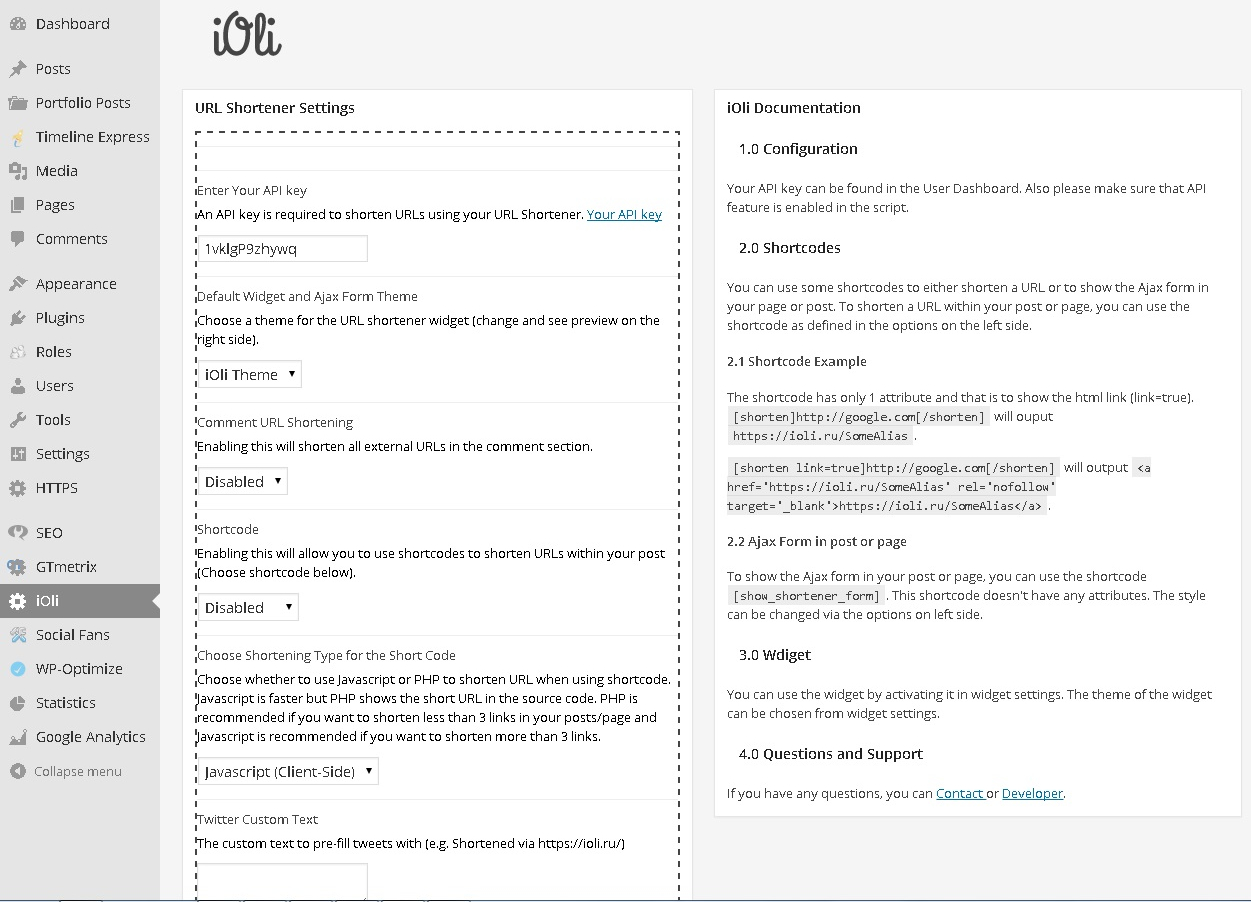 Dashboard
Posts
Portfolio Posts
Timeline Express
Media
Pages
Comments
Appearance
Plugins
Roles
Users
Tools
Settings
HTTPS
SEO
GTmetrix
iOli
Social Fans
WP-Optimize
Statistics
Google Analytics
Collapse menu
iOli
URL Shortener Settings
Enter Your API key
An API key is required to shorten URLs using your URL Shortener. Your API key
1vklgP9zhywq
Default Widget and Ajax Form Theme
Choose a theme for the URL shortener widget (change and see preview on the
right side).
iOli Theme
Comment URL Shortening
Enabling this will shorten all external URLs in the comment section.
Disabled
Shortcode
Enabling this will allow you to use shortcodes to shorten URLs within your post
(Choose shortcode below).
Disabled
Choose Shortening Type for the Short Code
Choose whether to use Javascript or PHP to shorten URL when using shortcode.
Javascript is faster but PHP shows the short URL in the source code. PHP is
recommended if you want to shorten less than 3 links in your posts/page and
Javascript is recommended if you want to shorten more than 3 links.
Javascript (Client-Side)
Twitter Custom Text
The custom text to pre-fill tweets with (e.g. Shortened via https://ioli.ru/)
iOli Documentation
1.0 Configuration
Your API key can be found in the User Dashboard. Also please make sure that API
feature is enabled in the script.
2.0 Shortcodes
You can use some shortcodes to either shorten a URL or to show the Ajax form in
your page or post. To shorten a URL within your post or page, you can use the
shortcode as defined in the options on the left side.
2.1 Shortcode Example
The shortcode has only 1 attribute and that is to show the html link (link=true).
[shorten]http://google.com[/shorten] will ouput
https://ioli.ru/SomeAlias .
[shorten link=true]http://google.com[/shorten] will output <a
href='https://ioli.ru/SomeAlias' rel='nofollow'
target='_blank'>https://ioli.ru/SomeAlias</a> .
2.2 Ajax Form in post or page
To show the Ajax form in your post or page, you can use the shortcode
[show_shortener_form] . This shortcode doesn't have any attributes. The style
can be changed via the options on left side.
3.0 Wdiget
You can use the widget by activating it in widget settings. The theme of the widget
can be chosen from widget settings.
4.0 Questions and Support
If you have any questions, you can Contact or Developer.